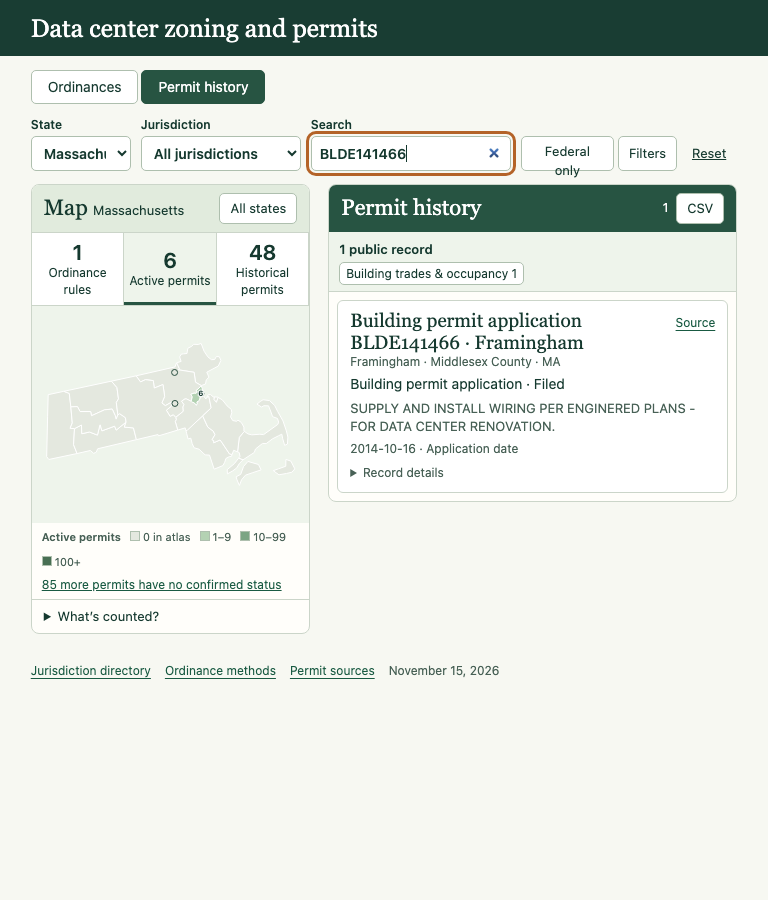 Data center zoning and permits
Ordinances
Permit history
State
Jurisdiction
Search
Massachu
All jurisdictions
BLDE141466
Federal
only
Filters
Reset
Map Massachusetts
All states
1
Ordinance
rules
6
Active permits
48
Historical
permits
6
Active permits 0 in atlas 1–9 10–99
100+
85 more permits have no confirmed status
What's counted?
Permit history
1
CSV
1 public record
Building trades & occupancy 1
Building permit application
BLDE141466 · Framingham
Source
Framingham · Middlesex County · MA
Building permit application · Filed
SUPPLY AND INSTALL WIRING PER ENGINERED PLANS -
FOR DATA CENTER RENOVATION.
2014-10-16 · Application date
Record details
Jurisdiction directory
Ordinance methods
Permit sources
November 15, 2026